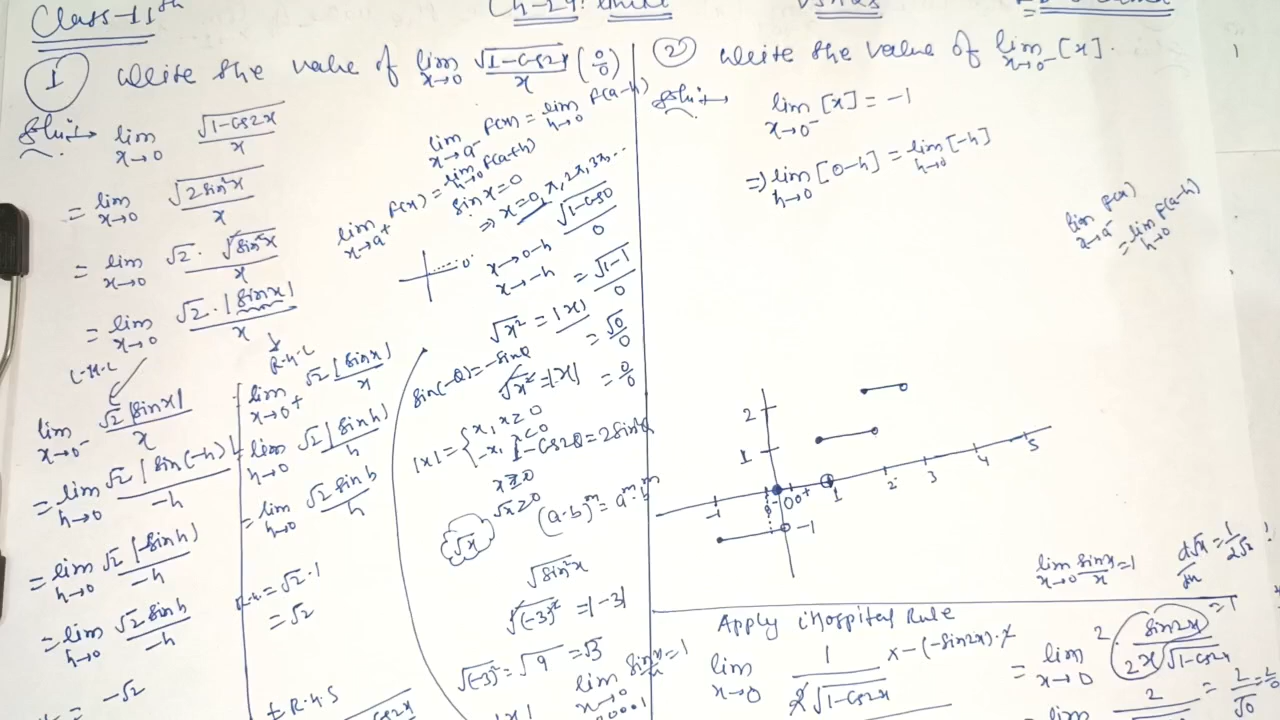 Class-11th
① Write the value of lim x→0 √(1-cos2x)/x (0/0)
Solu:→ lim x→0 √(1-cos2x)/x
= lim x→0 √(2sin²x)/x
= lim x→0 √2·√(sin²x)/x
= lim x→0 √2·|sinx|/x
L-H-L
lim x→0⁻ √2|sinx|/x
= lim h→0 √2|sin(-h)|/-h
= lim h→0 √2|-sinh|/-h
= lim h→0 √2 sinh/-h
-√2
R-H-L
lim x→0+ √2|sinx|/x
= lim h→0 √2|sinh|/h
= lim h→0 √2 sinh/h
= √2·1
= √2
≠ R.H.S
lim x→a⁻ f(x) = lim h→0 f(a-h)
lim x→a⁺ f(x) = lim h→0 f(a+h)
sinx=0
⇒ x=0, π, 2π, 3π, ...
√(1-cos0)/0
x→0-h
x→-h
= √(1-1)/0
√x² = |x|
= √0/0
sin(-θ)=-sinθ
√x²=|x|
= 0/0
|x| = { x, x≥0
-x, x<0
1-cos2θ=2sin²θ
x≥0
√x≥0
√x
(a·b)^m = a^m·b^m
√(sin²x)
√(-3)² = |-3|
√(-3)² = √9 = 3
lim x→0 sinx/x=1
|x|
② Write the value of lim x→0⁻ [x].
Solu:→ lim x→0⁻ [x] = -1
⇒ lim h→0 [0-h] = lim h→0 [-h]
lim x→a⁻ f(x)
= lim h→0 f(a-h)
2
1
-1 0 0+ 1 2 3 4 5
-1
lim x→0 sinx/x=1
d√x/dx = 1/2√x
Apply l'Hospital Rule
lim x→0 1/2√(1-cos2x) x-(-sin2x)·2
= lim x→0 2 sin2x/2x√(1-cos2x) = 1
= 2/√0 = 1/0